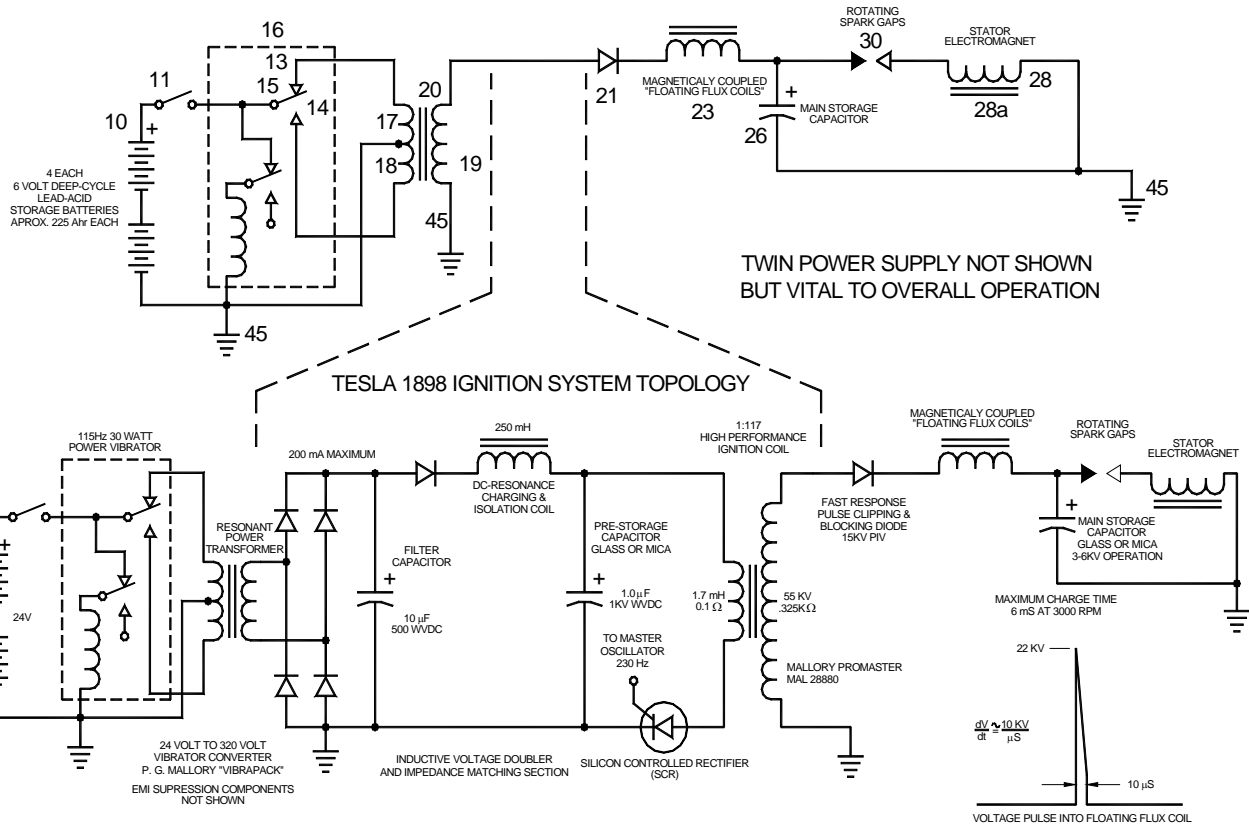 16
13
11
15
14
10
+
4 EACH
6 VOLT DEEP-CYCLE
LEAD-ACID
STORAGE BATTERIES
APROX. 225 Ahr EACH
20
17
18
19
45
45
21
MAGNETICALY COUPLED
"FLOATING FLUX COILS"
23
+
26
MAIN STORAGE
CAPACITOR
ROTATING
SPARK GAPS
30
STATOR
ELECTROMAGNET
28
28a
45
TWIN POWER SUPPLY NOT SHOWN
BUT VITAL TO OVERALL OPERATION
TESLA 1898 IGNITION SYSTEM TOPOLOGY
115Hz 30 WATT
POWER VIBRATOR
+
24V
RESONANT
POWER
TRANSFORMER
24 VOLT TO 320 VOLT
VIBRATOR CONVERTER
P. G. MALLORY "VIBRAPACK"
EMI SUPRESSION COMPONENTS
NOT SHOWN
200 mA MAXIMUM
FILTER
CAPACITOR
+
10 µF
500 WVDC
250 mH
DC-RESONANCE
CHARGING &
ISOLATION COIL
PRE-STORAGE
CAPACITOR
GLASS OR MICA
+
1.0 µF
1KV WVDC
INDUCTIVE VOLTAGE DOUBLER
AND IMPEDANCE MATCHING SECTION
TO MASTER
OSCILLATOR
230 Hz
SILICON CONTROLLED RECTIFIER
(SCR)
1:117
HIGH PERFORMANCE
IGNITION COIL
1.7 mH
0.1 Ω
55 KV
.325KΩ
MALLORY PROMASTER
MAL 28880
FAST RESPONSE
PULSE CLIPPING &
BLOCKING DIODE
15KV PIV
MAGNETICALY COUPLED
"FLOATING FLUX COILS"
ROTATING
SPARK GAPS
STATOR
ELECTROMAGNET
+
MAIN STORAGE
CAPACITOR
GLASS OR MICA
3-6KV OPERATION
MAXIMUM CHARGE TIME
6 mS AT 3000 RPM
22 KV
dV/dt ≈ 10 KV/µS
10 µS
VOLTAGE PULSE INTO FLOATING FLUX COIL